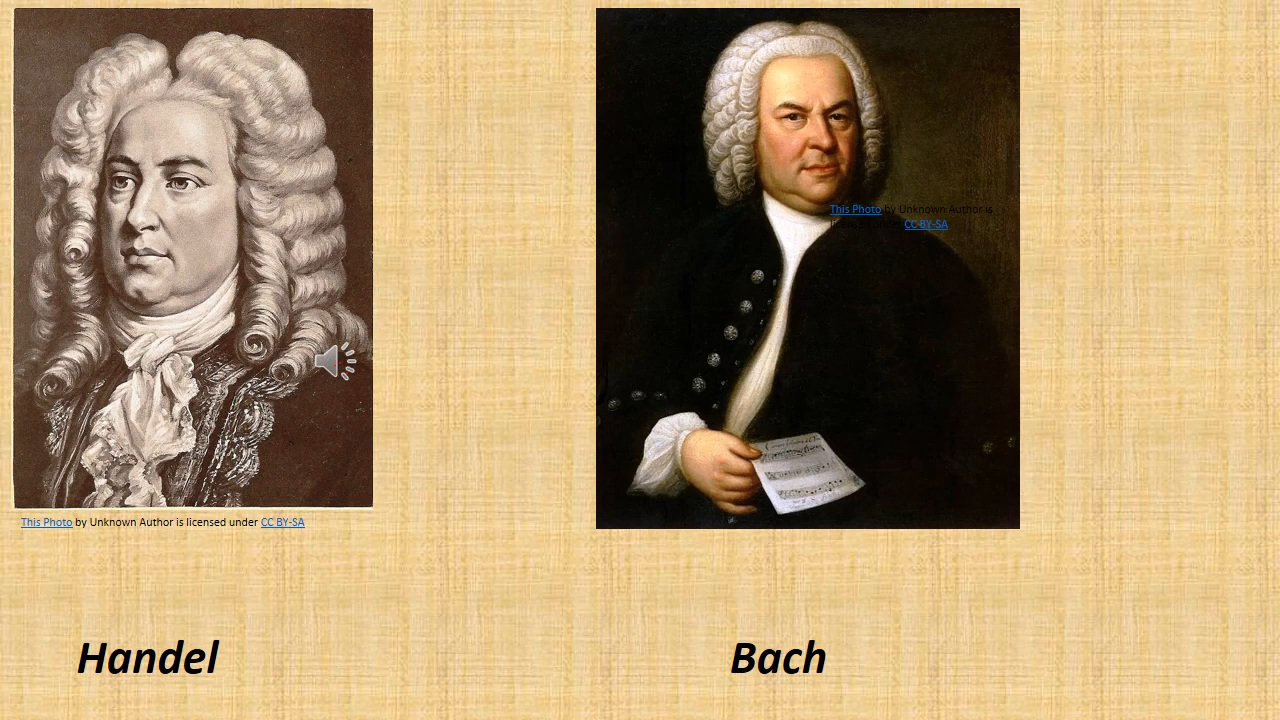 This Photo by Unknown Author is
CC BY-SA
This Photo by Unknown Author is licensed under CC BY-SA
Handel
Bach